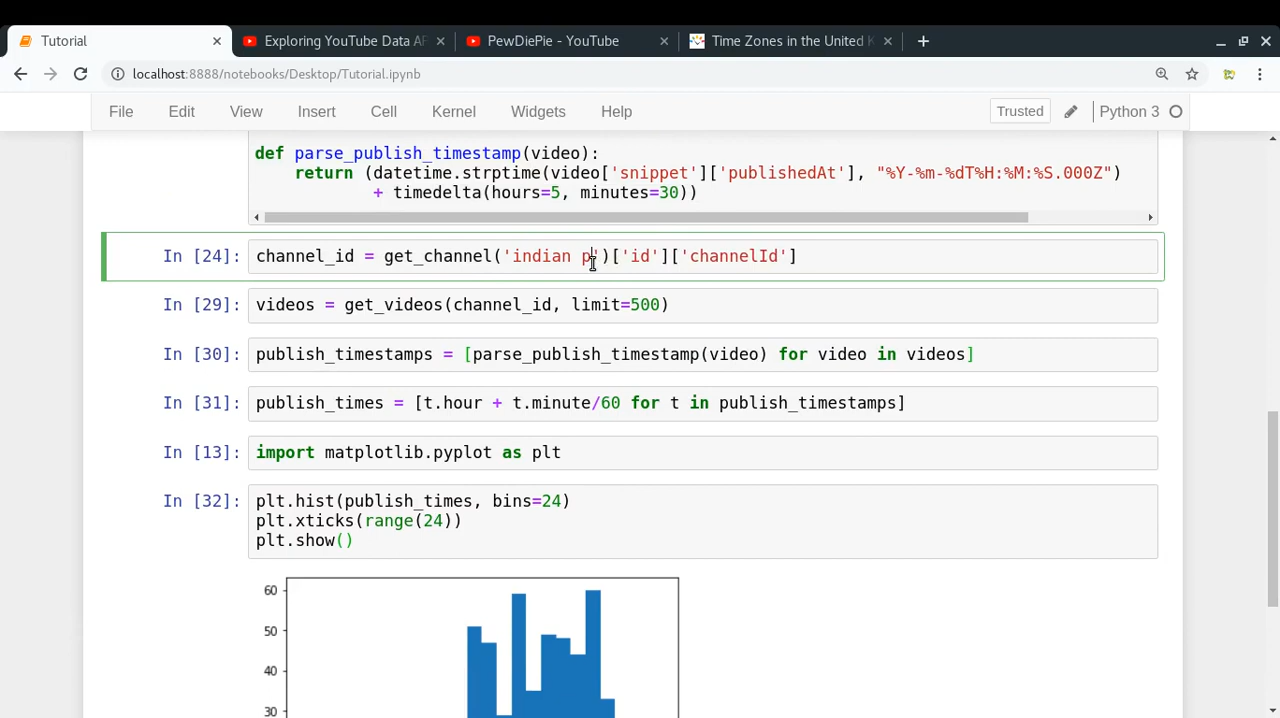 Tutorial
Exploring YouTube Data AP
PewDiePie - YouTube
Time Zones in the United K
localhost:8888/notebooks/Desktop/Tutorial.ipynb
File Edit View Insert Cell Kernel Widgets Help Trusted Python 3
def parse_publish_timestamp(video):
return (datetime.strptime(video['snippet']['publishedAt'], "%Y-%m-%dT%H:%M:%S.000Z")
+ timedelta(hours=5, minutes=30))
In [24]: channel_id = get_channel('indian p')['id']['channelId']
In [29]: videos = get_videos(channel_id, limit=500)
In [30]: publish_timestamps = [parse_publish_timestamp(video) for video in videos]
In [31]: publish_times = [t.hour + t.minute/60 for t in publish_timestamps]
In [13]: import matplotlib.pyplot as plt
In [32]: plt.hist(publish_times, bins=24)
plt.xticks(range(24))
plt.show()
60
50
40
30